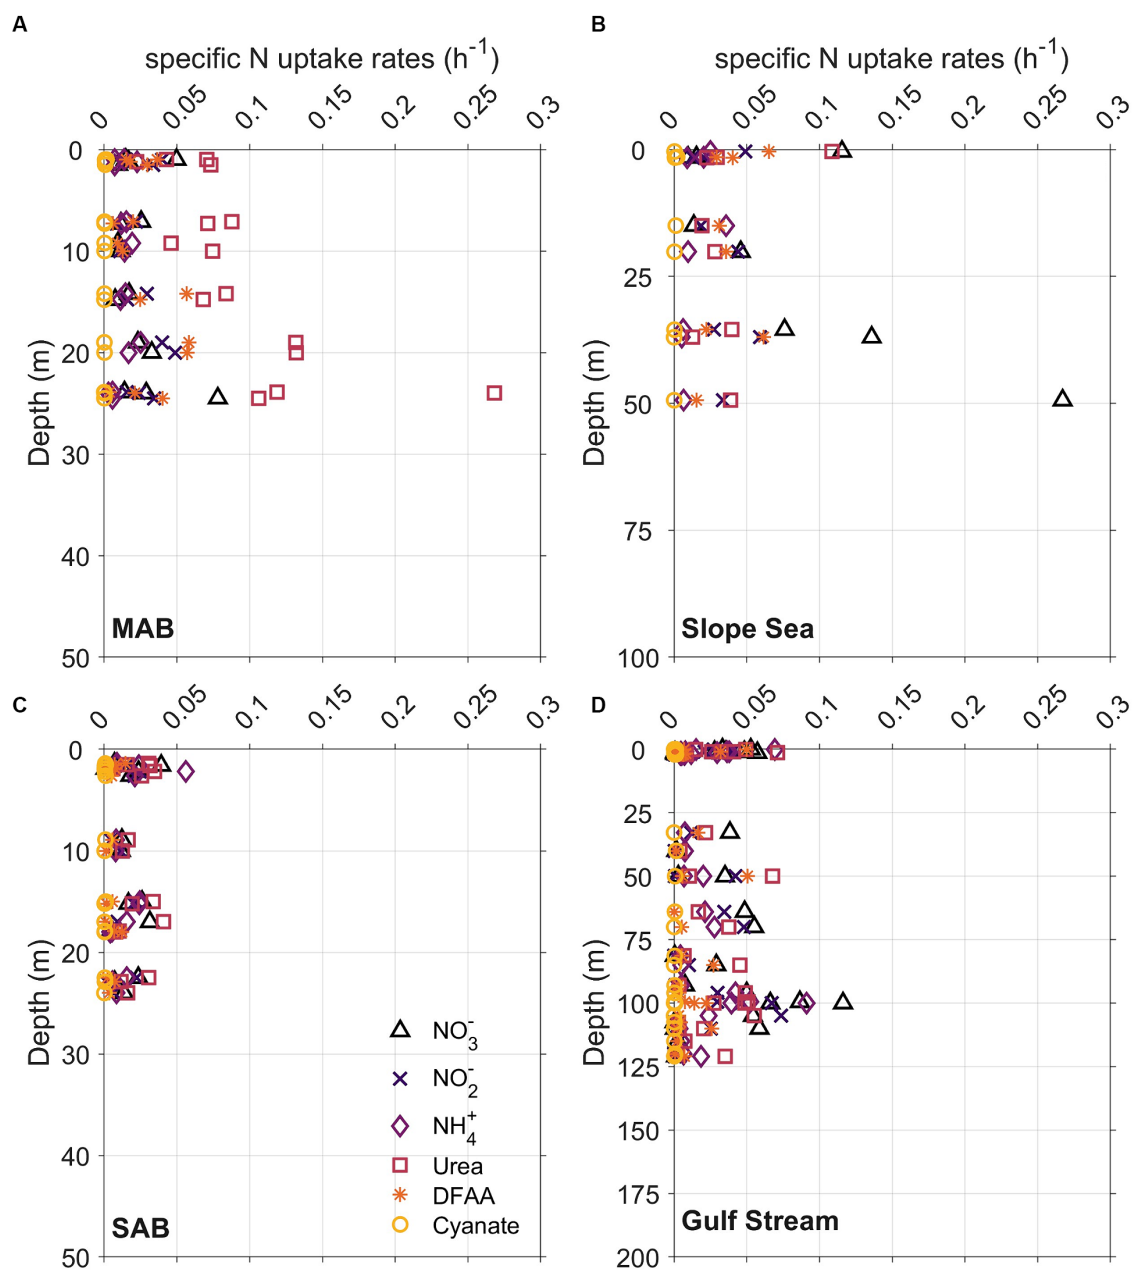 A
B
specific N uptake rates (h-1)
specific N uptake rates (h-1)
0 0.05 0.1 0.15 0.2 0.25 0.3
0 0.05 0.1 0.15 0.2 0.25 0.3
0
10
20
30
40
50
Depth (m)
MAB
0
25
50
75
100
Depth (m)
Slope Sea
C
D
0 0.05 0.1 0.15 0.2 0.25 0.3
0 0.05 0.1 0.15 0.2 0.25 0.3
0
10
20
30
40
50
Depth (m)
NO3-
NO2-
NH4+
Urea
DFAA
Cyanate
SAB
0
25
50
75
100
125
150
175
200
Depth (m)
Gulf Stream